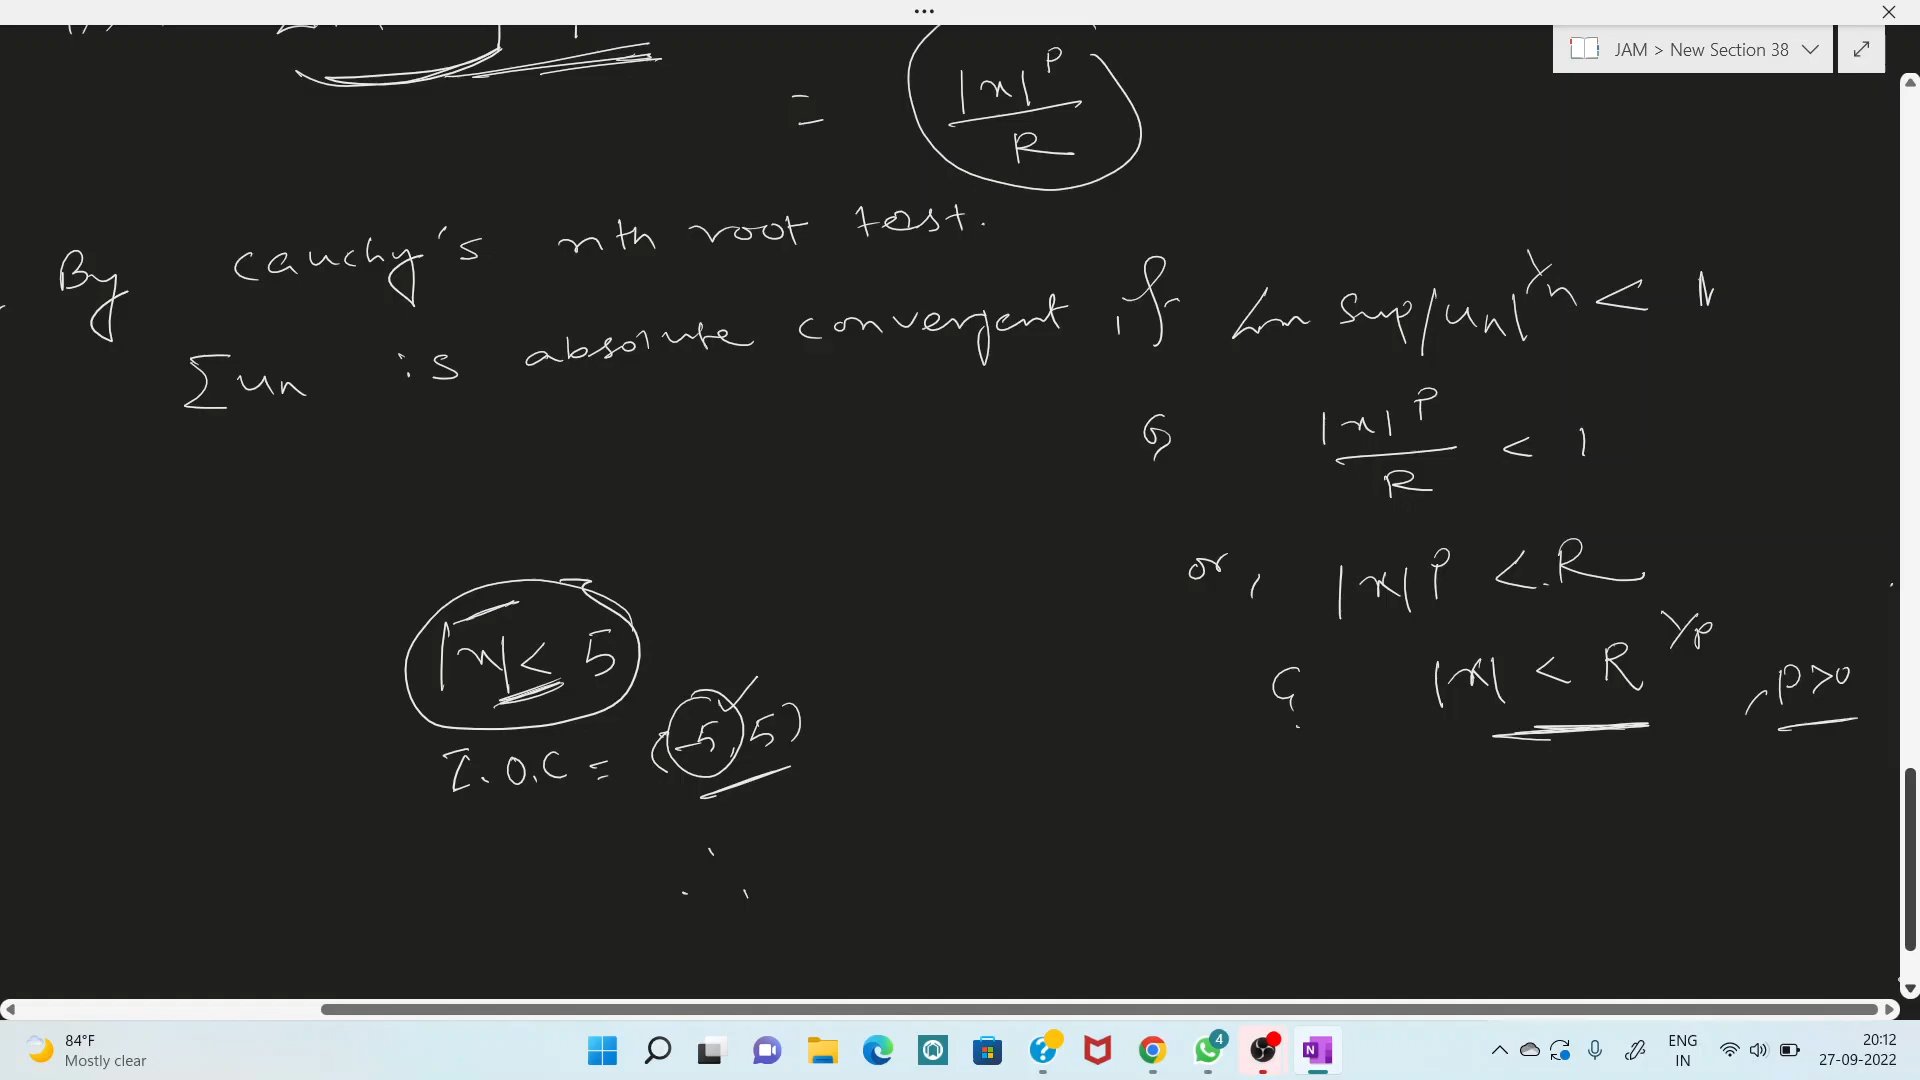 JAM > New Section 38
= |x|^P / R
By cauchy's nth root test.
Σun is absolute convergent if Lim sup |un|^1/n < 1
|x|^P / R < 1
or, |x|^P < R
|x| < R^1/p, p>0
|x| < 5
I.O.C = (-5, 5)
84°F
Mostly clear
4
ENG
IN
20:12
27-09-2022